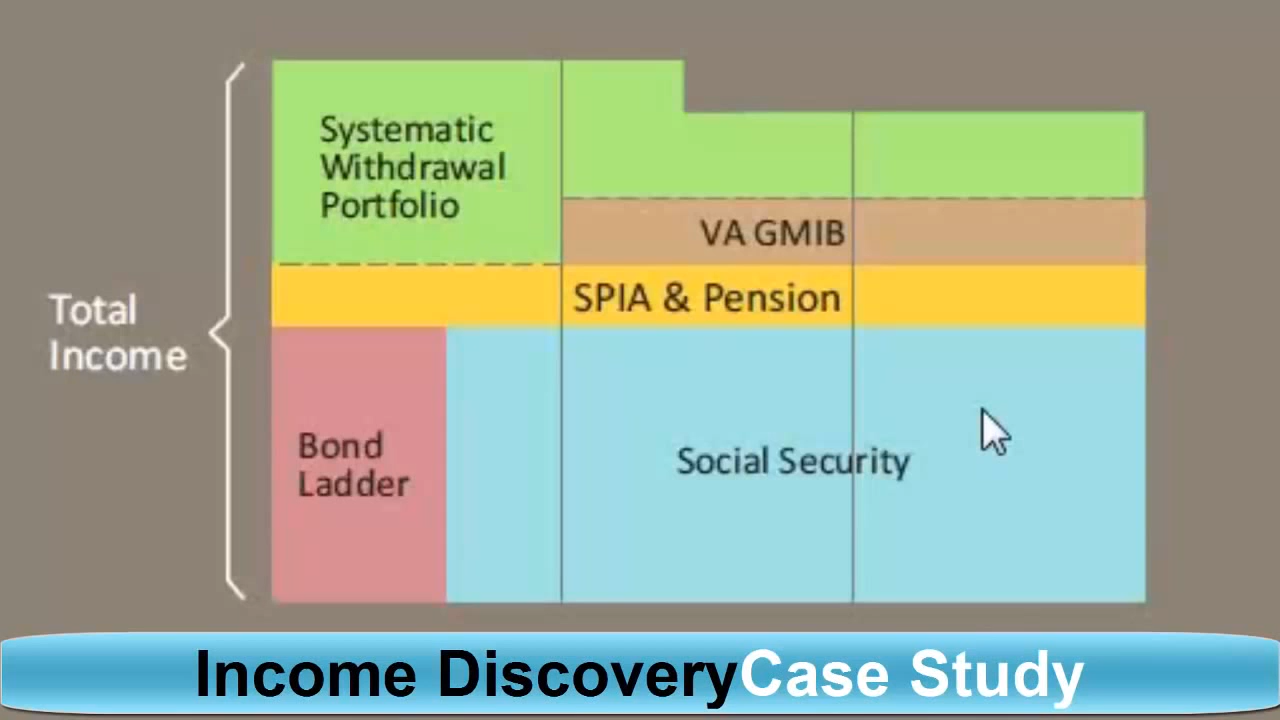 Systematic
Withdrawal
Portfolio
VA GMIB
SPIA & Pension
Total
Income
Bond
Ladder
Social Security
Income DiscoveryCase Study